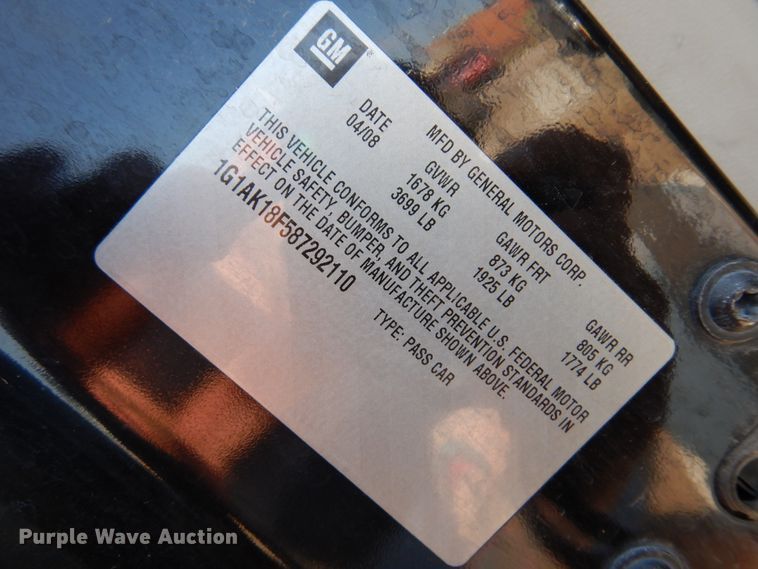 GM
®
MFD BY GENERAL MOTORS CORP.
DATE GVWR GAWR FRT GAWR RR
04/08 1678 KG 873 KG 805 KG
3699 LB 1925 LB 1774 LB
THIS VEHICLE CONFORMS TO ALL APPLICABLE U.S. FEDERAL MOTOR
VEHICLE SAFETY, BUMPER, AND THEFT PREVENTION STANDARDS IN
EFFECT ON THE DATE OF MANUFACTURE SHOWN ABOVE.
1G1AK18F587292110 TYPE: PASS CAR
Purple Wave Auction®